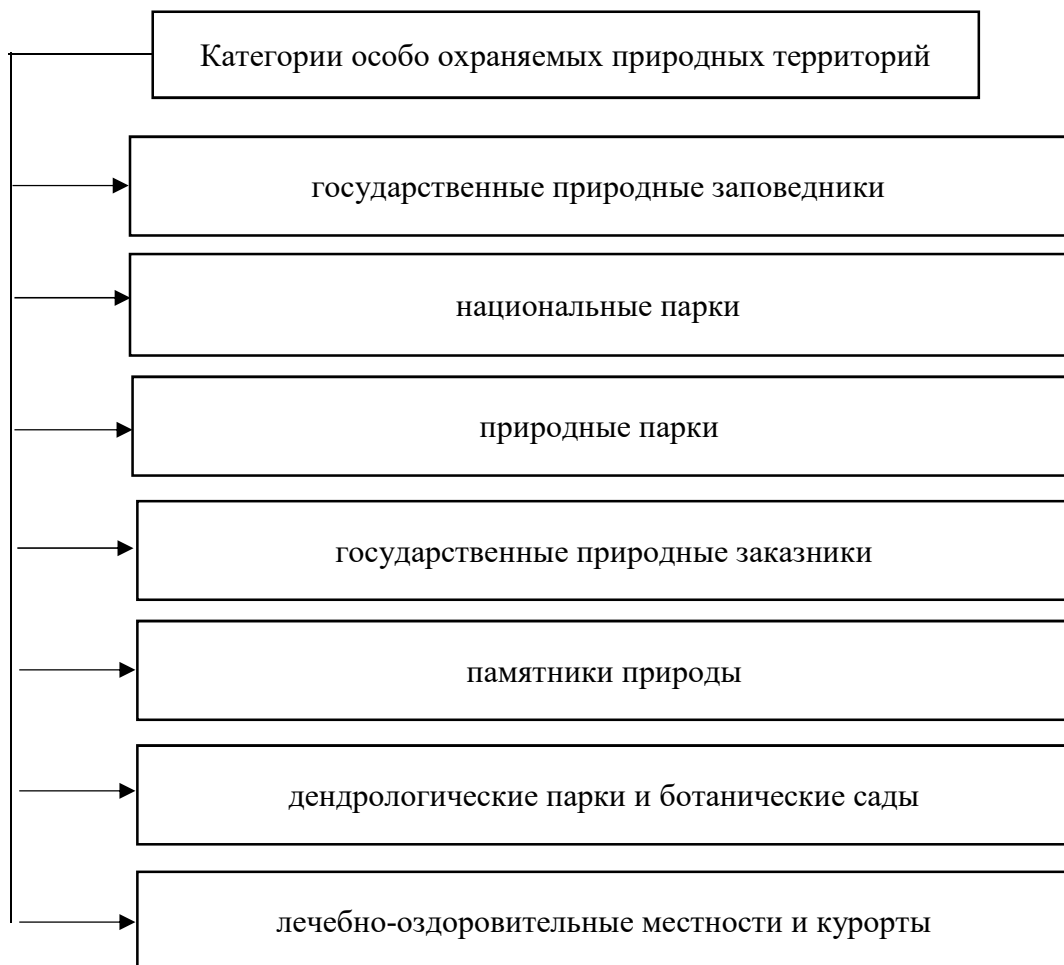 Категории особо охраняемых природных территорий
государственные природные заповедники
национальные парки
природные парки
государственные природные заказники
памятники природы
дендрологические парки и ботанические сады
лечебно-оздоровительные местности и курорты